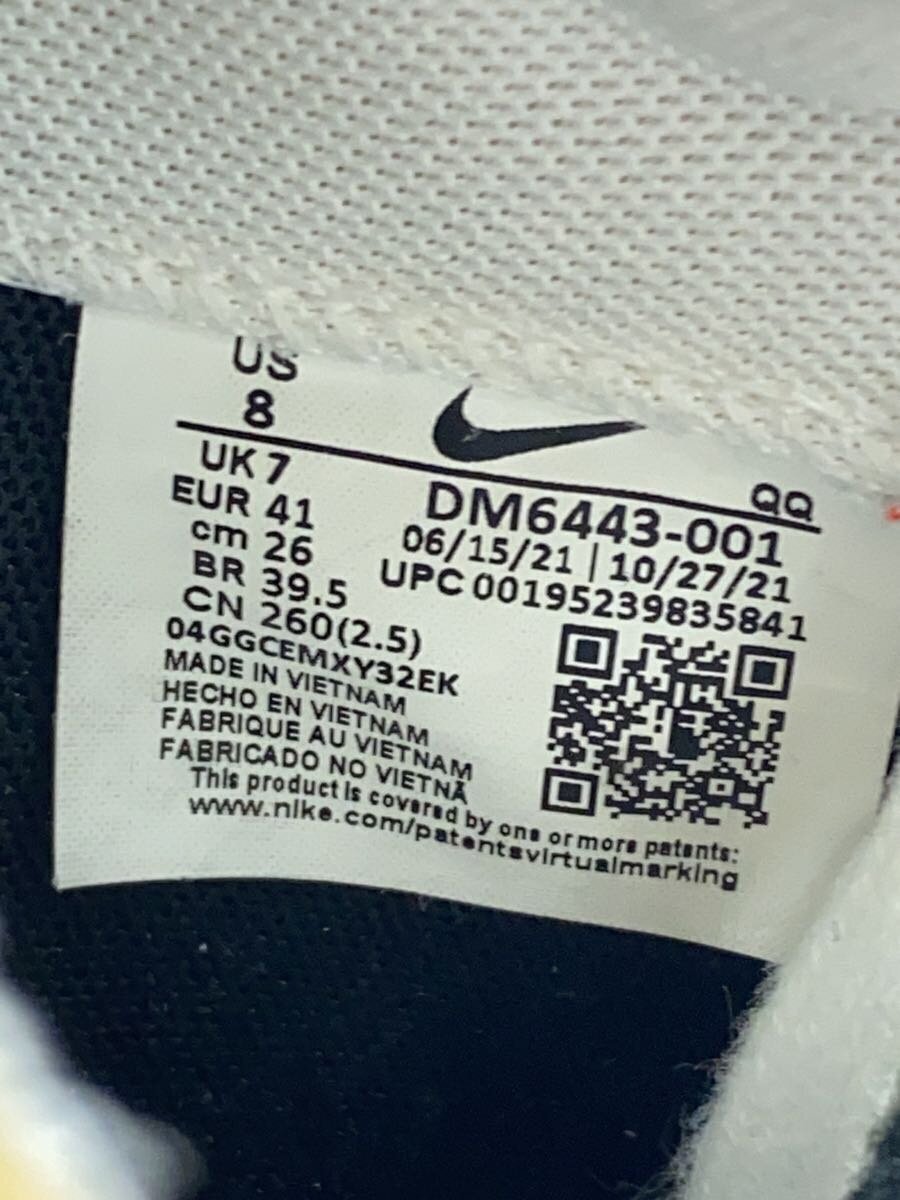 US
8
UK 7
EUR 41
cm 26
BR 39.5
CN 260(2.5)
QQ
DM6443-001
06/15/21 | 10/27/21
UPC 00195239835841
04GGCEMXY32EK
MADE IN VIETNAM
HECHO EN VIETNAM
FABRIQUE AU VIETNAM
FABRICADO NO VIETNÃ
This product is covered by one or more patents:
www.nike.com/patentsvirtualmarking